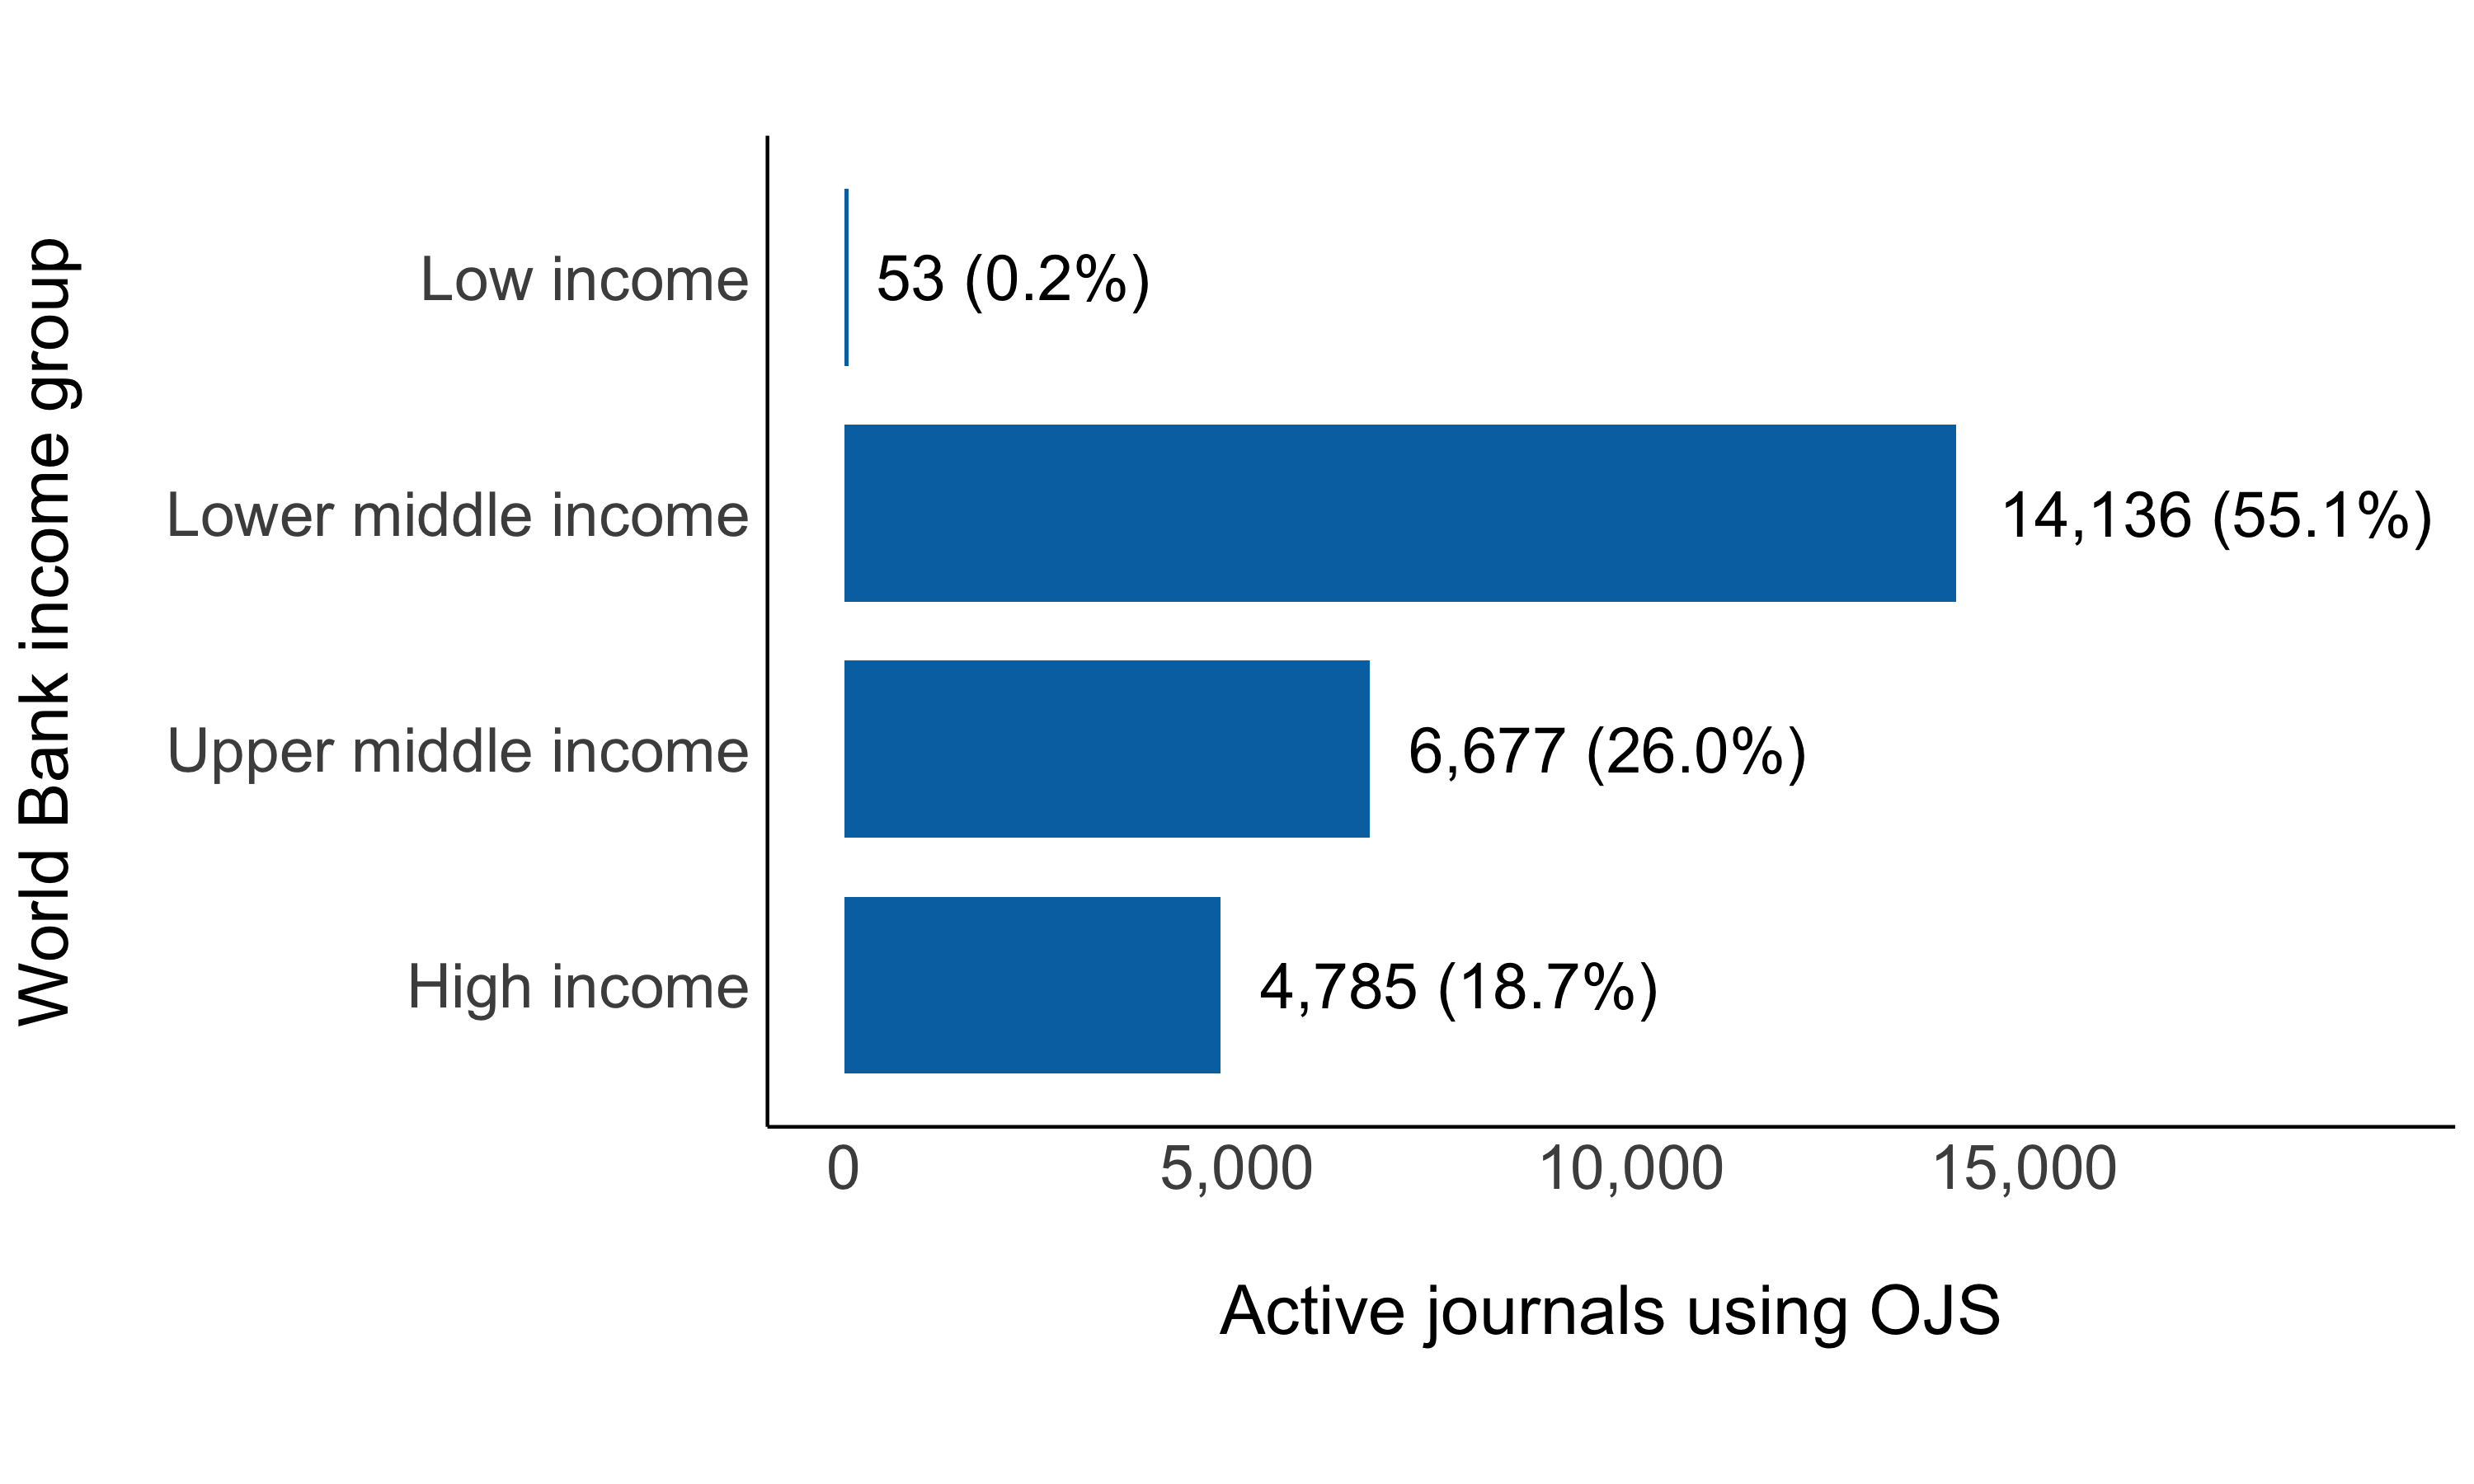 World Bank income group
Low income
53 (0.2%)
Lower middle income
14,136 (55.1%)
Upper middle income
6,677 (26.0%)
High income
4,785 (18.7%)
0
5,000
10,000
15,000
Active journals using OJS